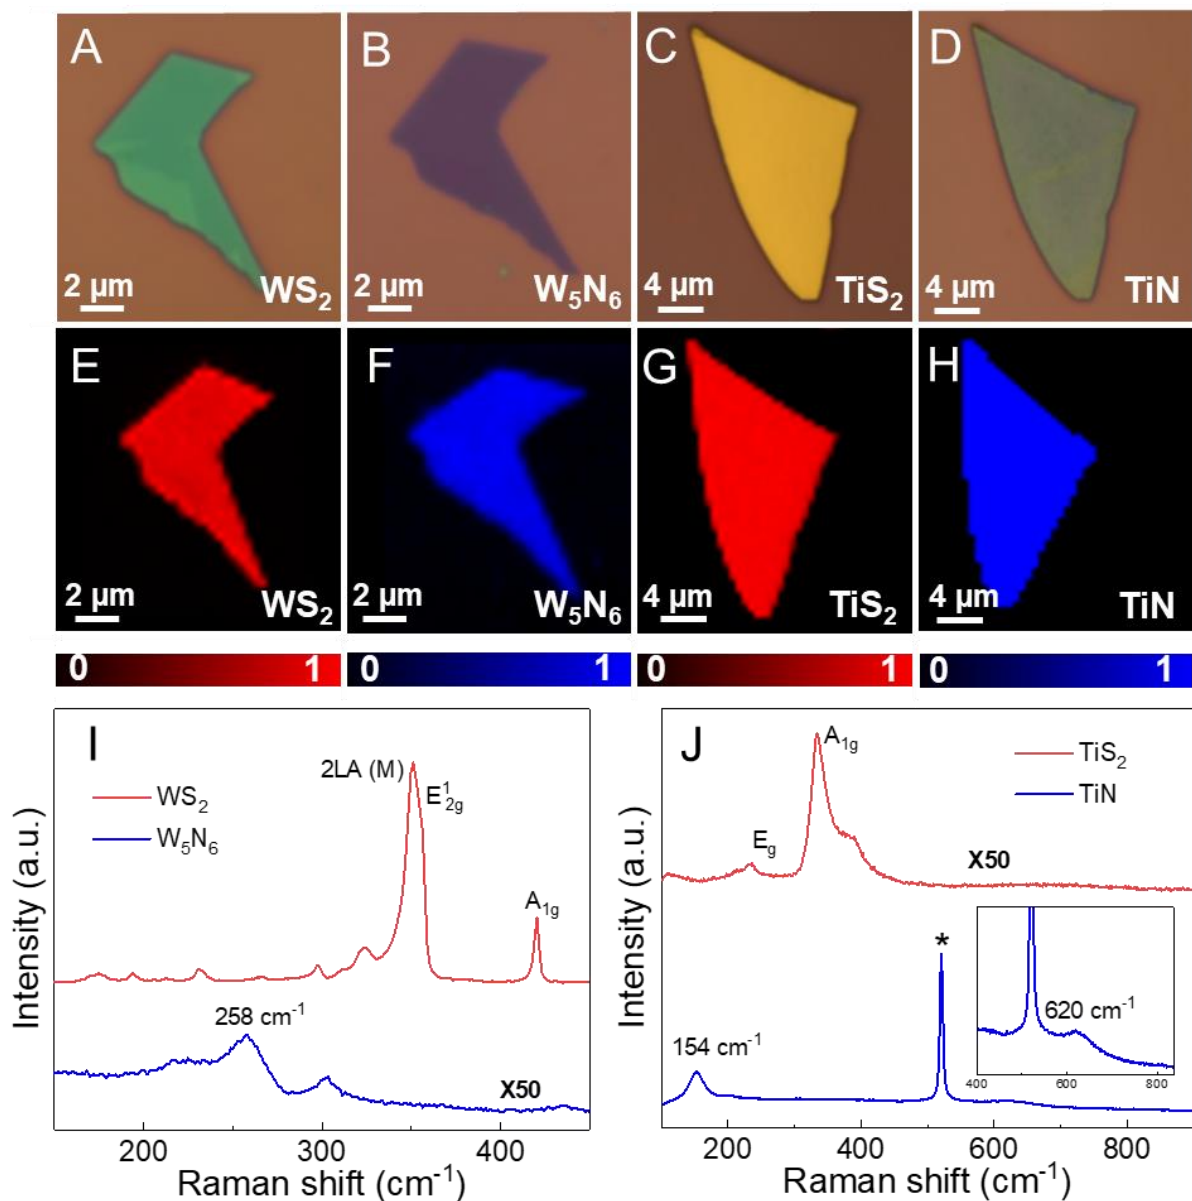 A
2 μm
WS₂
B
W₅N₆
C
4 μm
TiS₂
D
4 μm
TiN
E
2 μm
WS₂
F
2 μm
W₅N₆
G
4 μm
TiS₂
H
4 μm
TiN
0 1
0 1
0 1
0 1
I
WS₂
W₅N₆
2LA (M)
E¹₂g
A₁g
258 cm⁻¹
X50
Intensity (a.u.)
200 300 400
Raman shift (cm⁻¹)
J
A₁g
TiS₂
TiN
Eg
X50
*
154 cm⁻¹
620 cm⁻¹
400 600 800
Intensity (a.u.)
200 400 600 800
Raman shift (cm⁻¹)